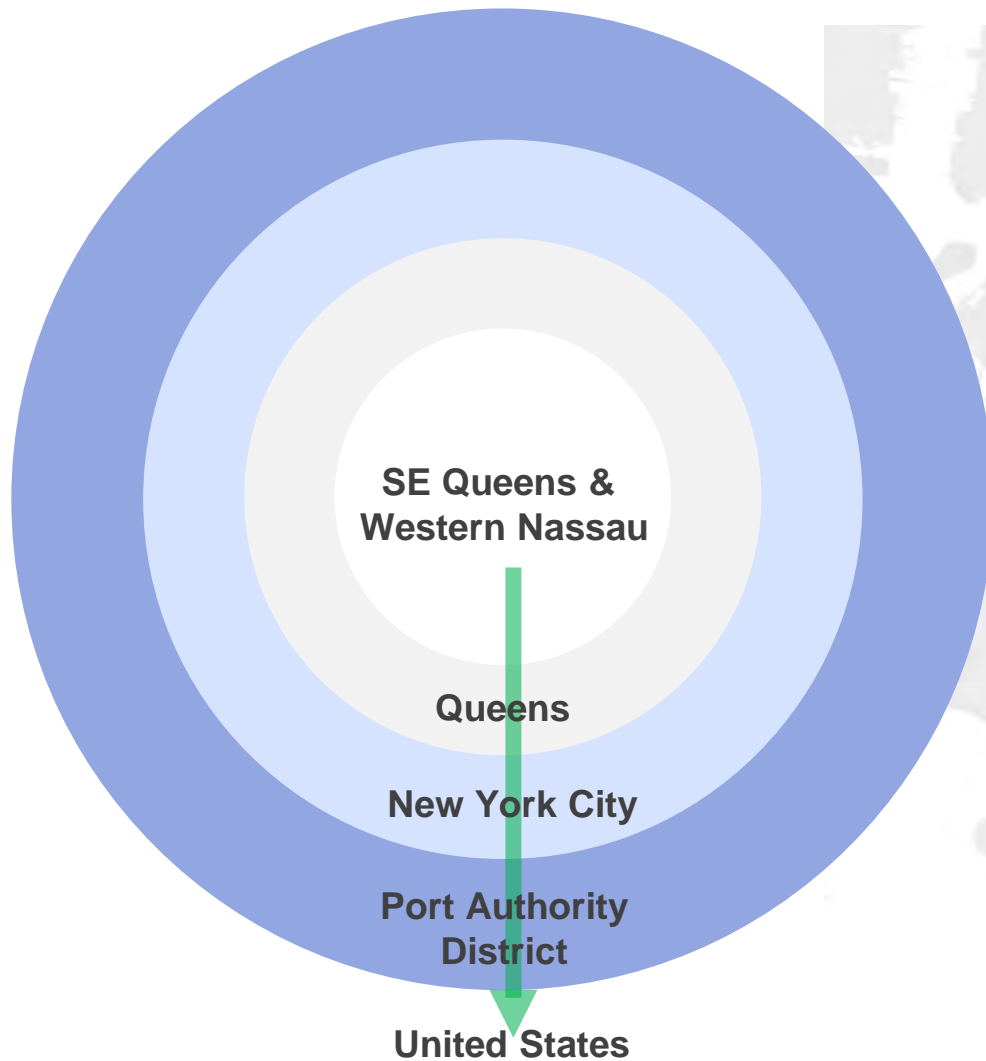 SE Queens &
Western Nassau
Queens
New York City
Port Authority
District
United States